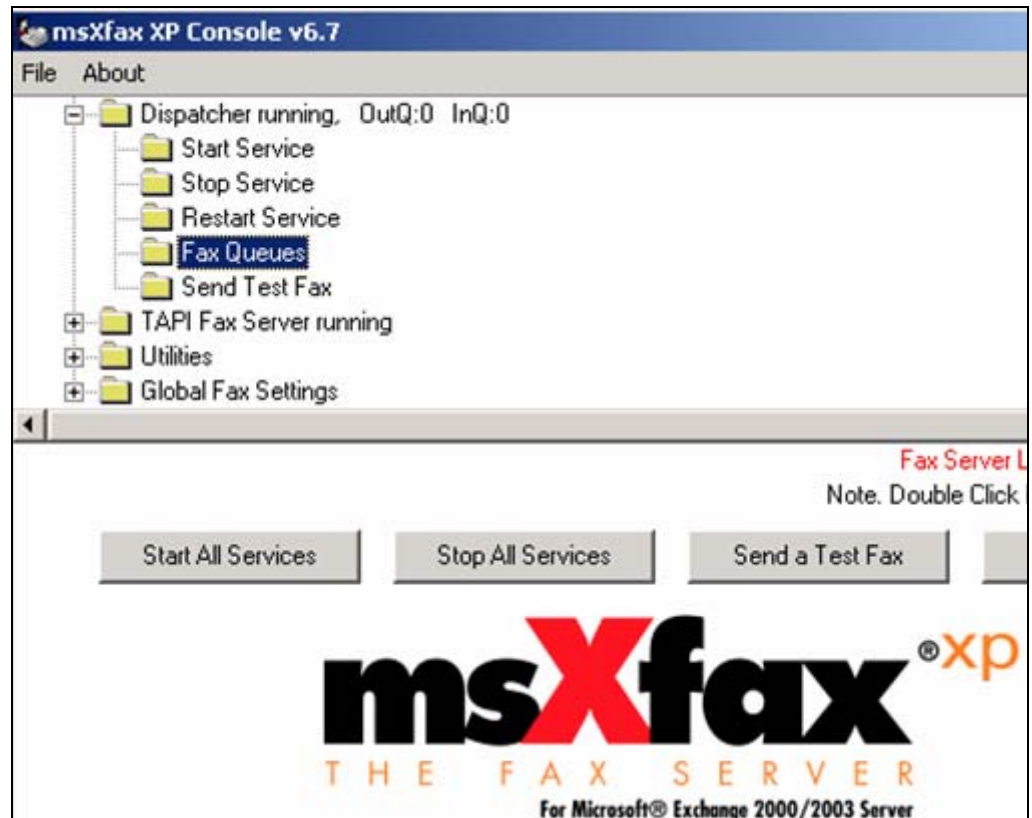 msXfax XP Console v6.7
File About
Dispatcher running, OutQ:0 InQ:0
Start Service
Stop Service
Restart Service
Fax Queues
Send Test Fax
TAPI Fax Server running
Utilities
Global Fax Settings
Fax Server L
Note. Double Click
Start All Services Stop All Services Send a Test Fax
msXfax®xp
THE FAX SERVER
For Microsoft® Exchange 2000/2003 Server